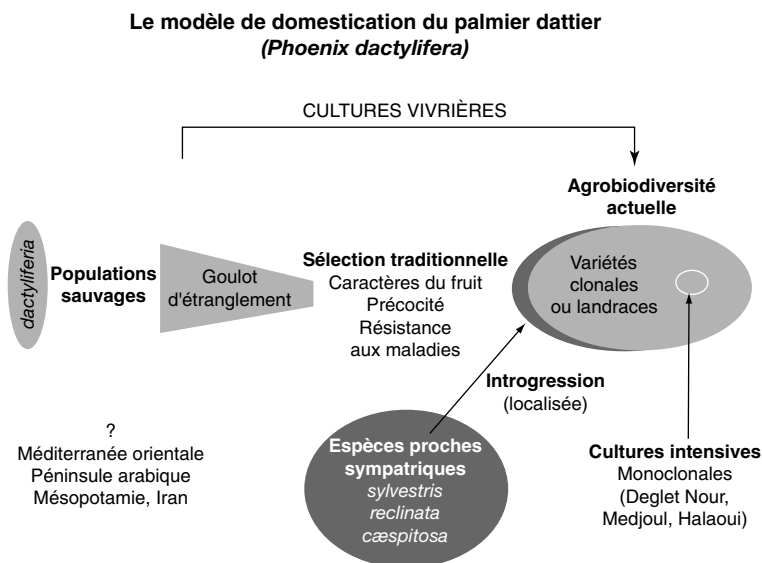 Le modèle de domestication du palmier dattier
(Phoenix dactylifera)
CULTURES VIVRIÈRES
Agrobiodiversité
actuelle
dactyliferia
Populations
sauvages
Goulot
d'étranglement
Sélection traditionnelle
Caractères du fruit
Précocité
Résistance
aux maladies
Variétés
clonales
ou landraces
Introgression
(localisée)
?
Méditerranée orientale
Péninsule arabique
Mésopotamie, Iran
Espèces proches
sympatriques
sylvestris
reclinata
cæspitosa
Cultures intensives
Monoclonales
(Deglet Nour,
Medjoul, Halaoui)